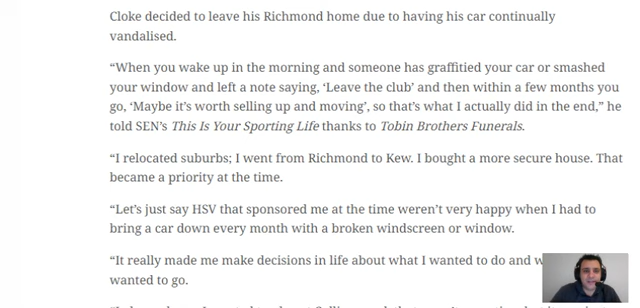 Cloke decided to leave his Richmond home due to having his car continually
vandalised.
“When you wake up in the morning and someone has graffitied your car or smashed
your window and left a note saying, ‘Leave the club’ and then within a few months you
go, ‘Maybe it’s worth selling up and moving’, so that’s what I actually did in the end,” he
told SEN’s This Is Your Sporting Life thanks to Tobin Brothers Funerals.
“I relocated suburbs; I went from Richmond to Kew. I bought a more secure house. That
became a priority at the time.
“Let’s just say HSV that sponsored me at the time weren’t very happy when I had to
bring a car down every month with a broken windscreen or window.
“It really made me make decisions in life about what I wanted to do and
wanted to go.